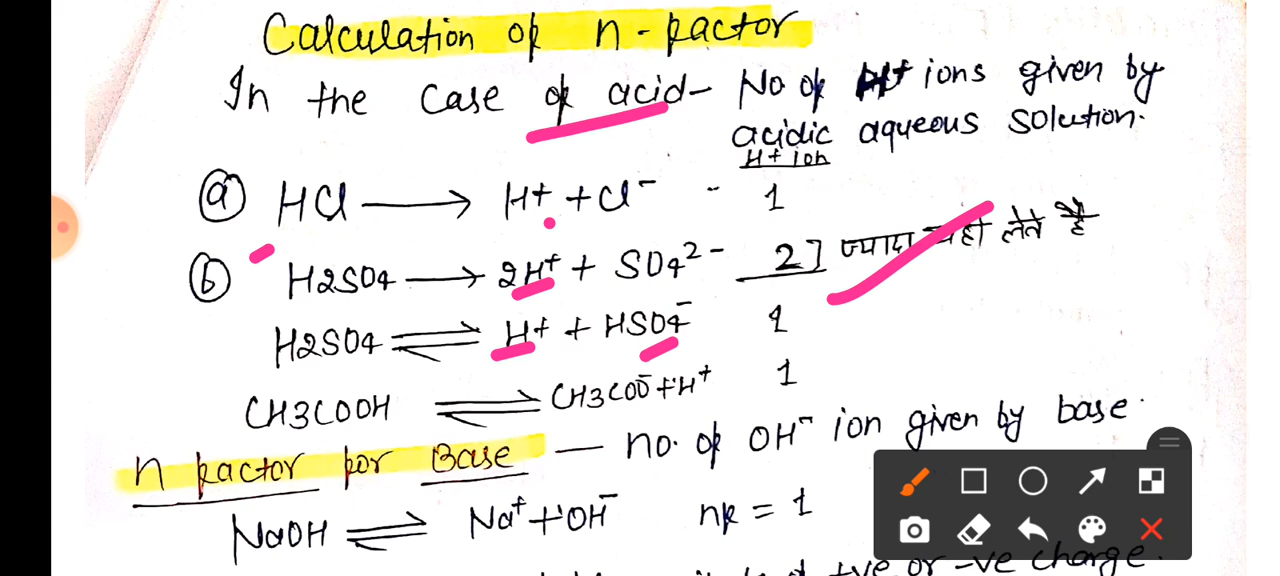 Calculation of n-factor
In the case of acid - No of H+ ions given by
acidic aqueous solution.
H+ ion
(a) HCl ⟶ H+ + Cl- - 1
(b) H2SO4 ⟶ 2H+ + SO4 2- 2] ज्यादा नहीं लेते है
H2SO4 ⇌ H+ + HSO4- 1
CH3COOH ⇌ CH3COO- + H+ 1
n factor for Base — no. of OH- ion given by base.
NaOH ⇌ Na+ + OH- nf = 1
+ve or -ve charge.